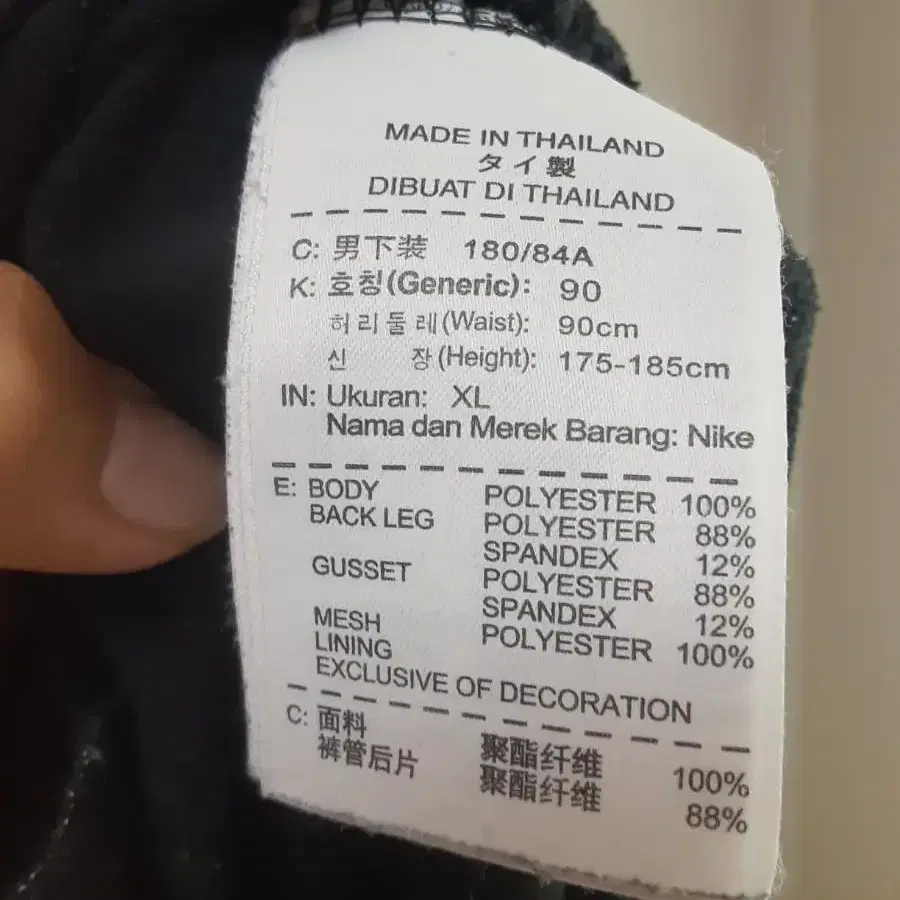 MADE IN THAILAND
タイ製
DIBUAT DI THAILAND
C: 男下装 180/84A
K: 호칭(Generic): 90
허리둘레(Waist): 90cm
신 장(Height): 175-185cm
IN: Ukuran: XL
Nama dan Merek Barang: Nike
E: BODY POLYESTER 100%
BACK LEG POLYESTER 88%
SPANDEX 12%
GUSSET POLYESTER 88%
SPANDEX 12%
MESH POLYESTER 100%
LINING
EXCLUSIVE OF DECORATION
C: 面料 聚酯纤维 100%
裤管后片 聚酯纤维 88%